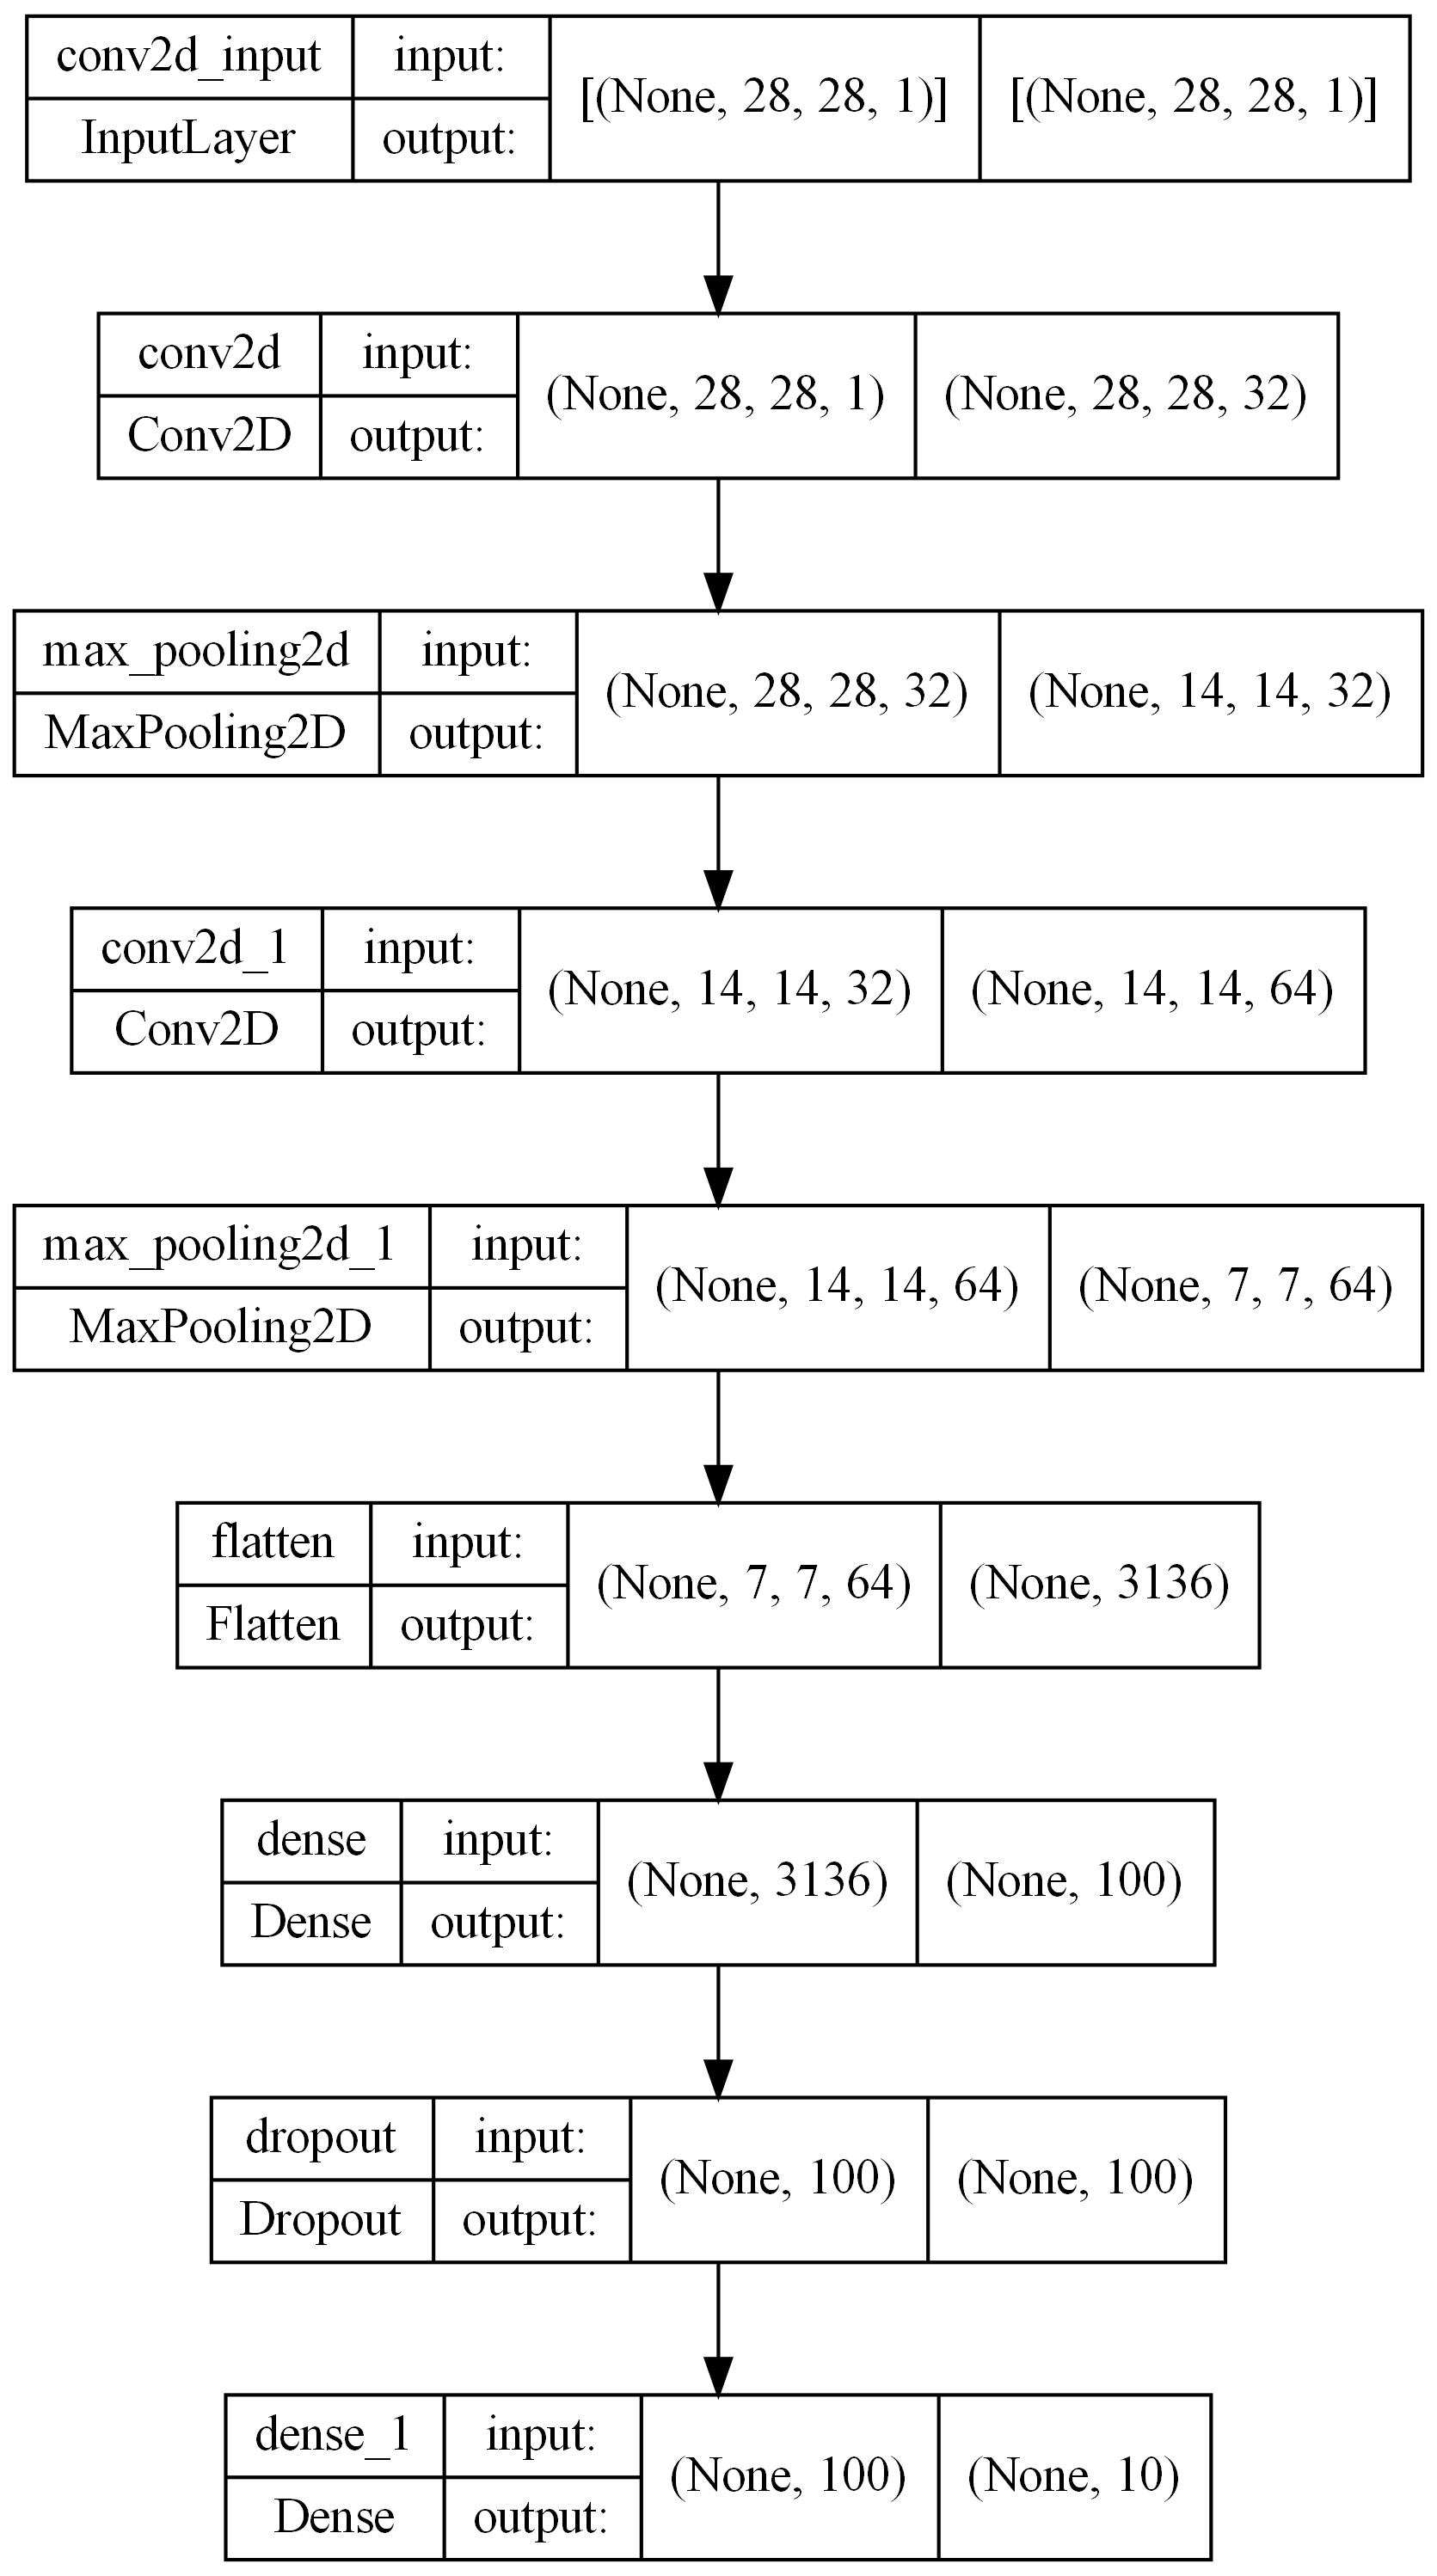 conv2d_input input: [(None, 28, 28, 1)] [(None, 28, 28, 1)]
InputLayer output:
conv2d input: (None, 28, 28, 1) (None, 28, 28, 32)
Conv2D output:
max_pooling2d input: (None, 28, 28, 32) (None, 14, 14, 32)
MaxPooling2D output:
conv2d_1 input: (None, 14, 14, 32) (None, 14, 14, 64)
Conv2D output:
max_pooling2d_1 input: (None, 14, 14, 64) (None, 7, 7, 64)
MaxPooling2D output:
flatten input: (None, 7, 7, 64) (None, 3136)
Flatten output:
dense input: (None, 3136) (None, 100)
Dense output:
dropout input: (None, 100) (None, 100)
Dropout output:
dense_1 input: (None, 100) (None, 10)
Dense output: